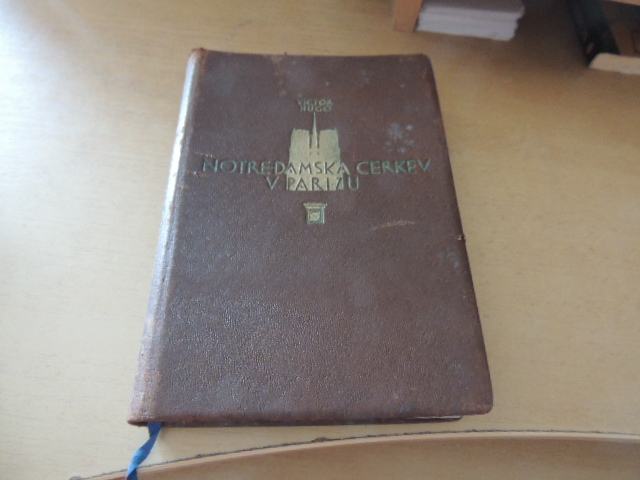 VICTOR
HUGO
NOTREDAMSKA CERKEV
V PARIZU